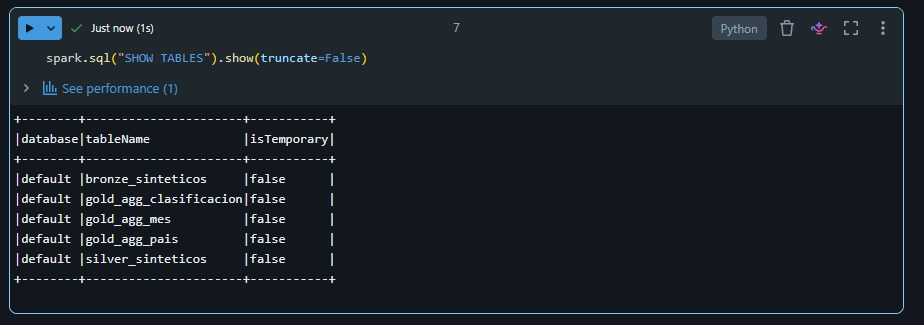 Just now (1s)
7
Python
spark.sql("SHOW TABLES").show(truncate=False)
See performance (1)
+--------+----------------------+-----------+
|database|tableName             |isTemporary|
+--------+----------------------+-----------+
|default |bronze_sinteticos     |false      |
|default |gold_agg_clasificacion|false      |
|default |gold_agg_mes          |false      |
|default |gold_agg_pais         |false      |
|default |silver_sinteticos     |false      |
+--------+----------------------+-----------+